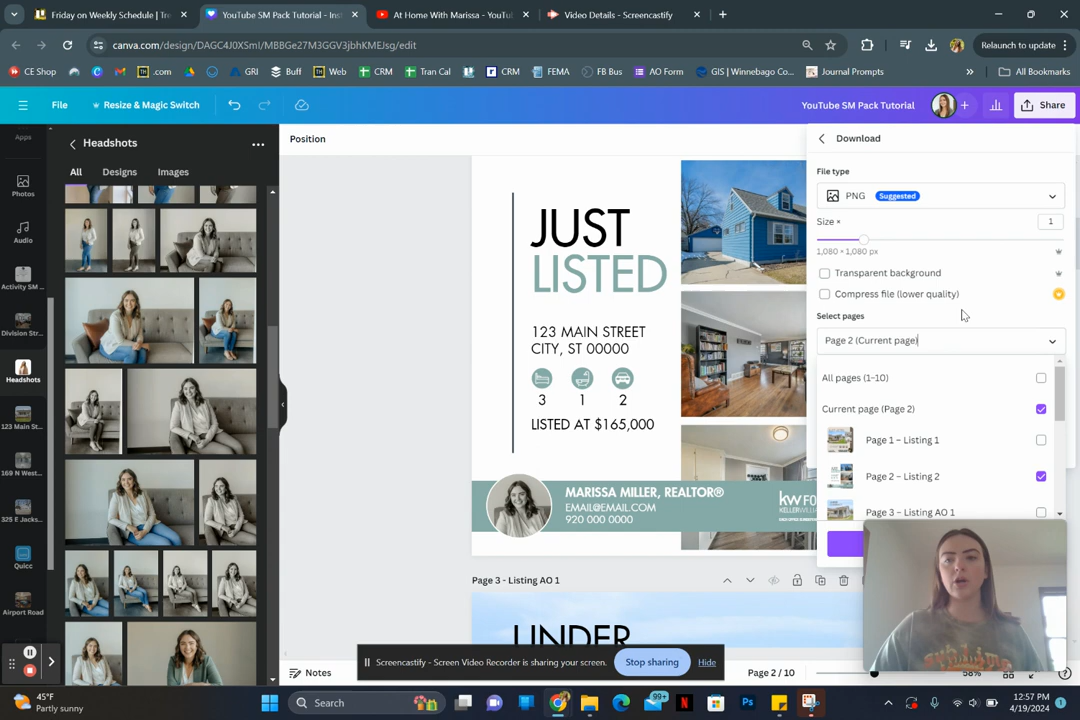 Friday on Weekly Schedule | Tre
YouTube SM Pack Tutorial - Inst
At Home With Marissa - YouTu
Video Details - Screencastify
canva.com/design/DAGC4J0XSmI/MBBGe27M3GGV3jbhKMEJsg/edit
Relaunch to update
CE Shop
.com
GRI
Buff
Web
CRM
Tran Cal
CRM
FEMA
FB Bus
AO Form
GIS | Winnebago Co...
Journal Prompts
All Bookmarks
File
Resize & Magic Switch
YouTube SM Pack Tutorial
Share
Apps
Photos
Audio
Activity SM ...
Division Str...
Headshots
123 Main St...
169 N West...
325 E Jacks...
Quicc
Airport Road
Headshots
All
Designs
Images
Position
JUST
LISTED
123 MAIN STREET
CITY, ST 00000
3 1 2
LISTED AT $165,000
MARISSA MILLER, REALTOR®
EMAIL@EMAIL.COM
920 000 0000
kw FO
KELLERWILLIA
Page 3 - Listing AO 1
UNDER
Download
File type
PNG Suggested
Size ×
1
1,080 × 1,080 px
Transparent background
Compress file (lower quality)
Select pages
Page 2 (Current page)
All pages (1-10)
Current page (Page 2)
Page 1 – Listing 1
Page 2 – Listing 2
Page 3 – Listing AO 1
Screencastify - Screen Video Recorder is sharing your screen.
Stop sharing
Hide
Notes
Page 2 / 10
58%
45°F
Partly sunny
Search
99+
Ps
12:57 PM
4/19/2024